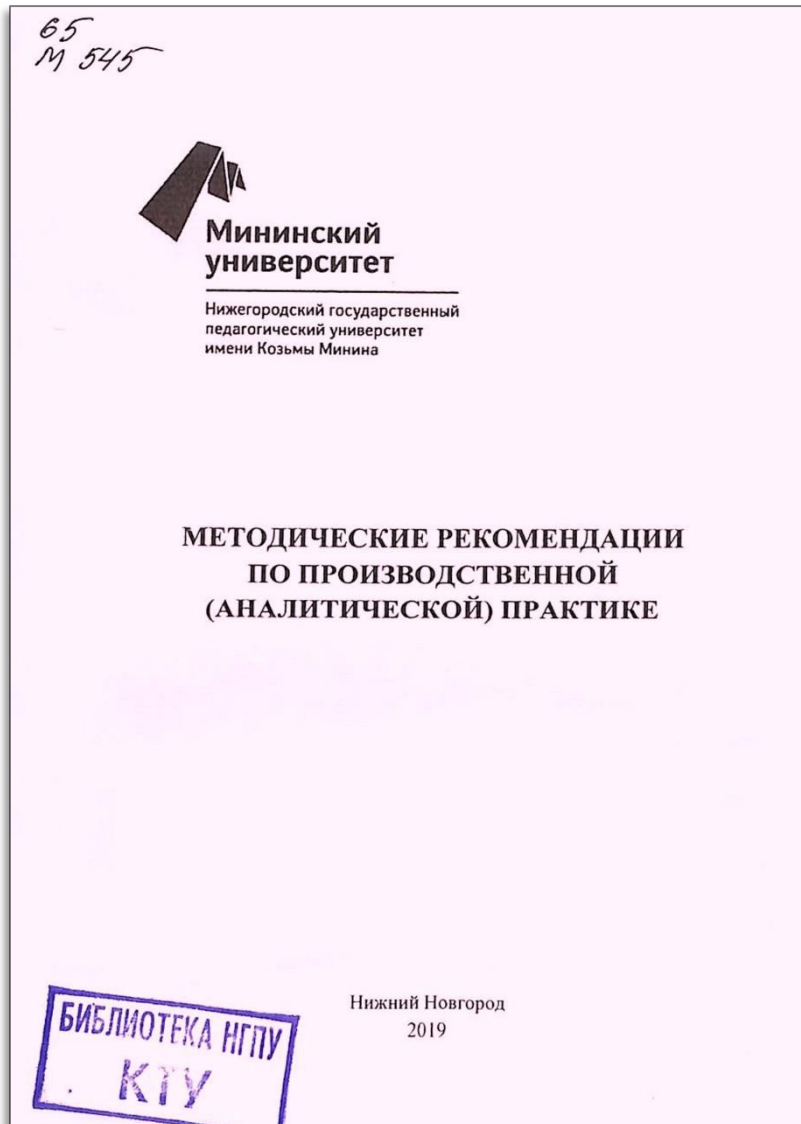 65
М 545
Мининский
университет
Нижегородский государственный
педагогический университет
имени Козьмы Минина
МЕТОДИЧЕСКИЕ РЕКОМЕНДАЦИИ
ПО ПРОИЗВОДСТВЕННОЙ
(АНАЛИТИЧЕСКОЙ) ПРАКТИКЕ
Нижний Новгород
2019
БИБЛИОТЕКА НГПУ
КТУ